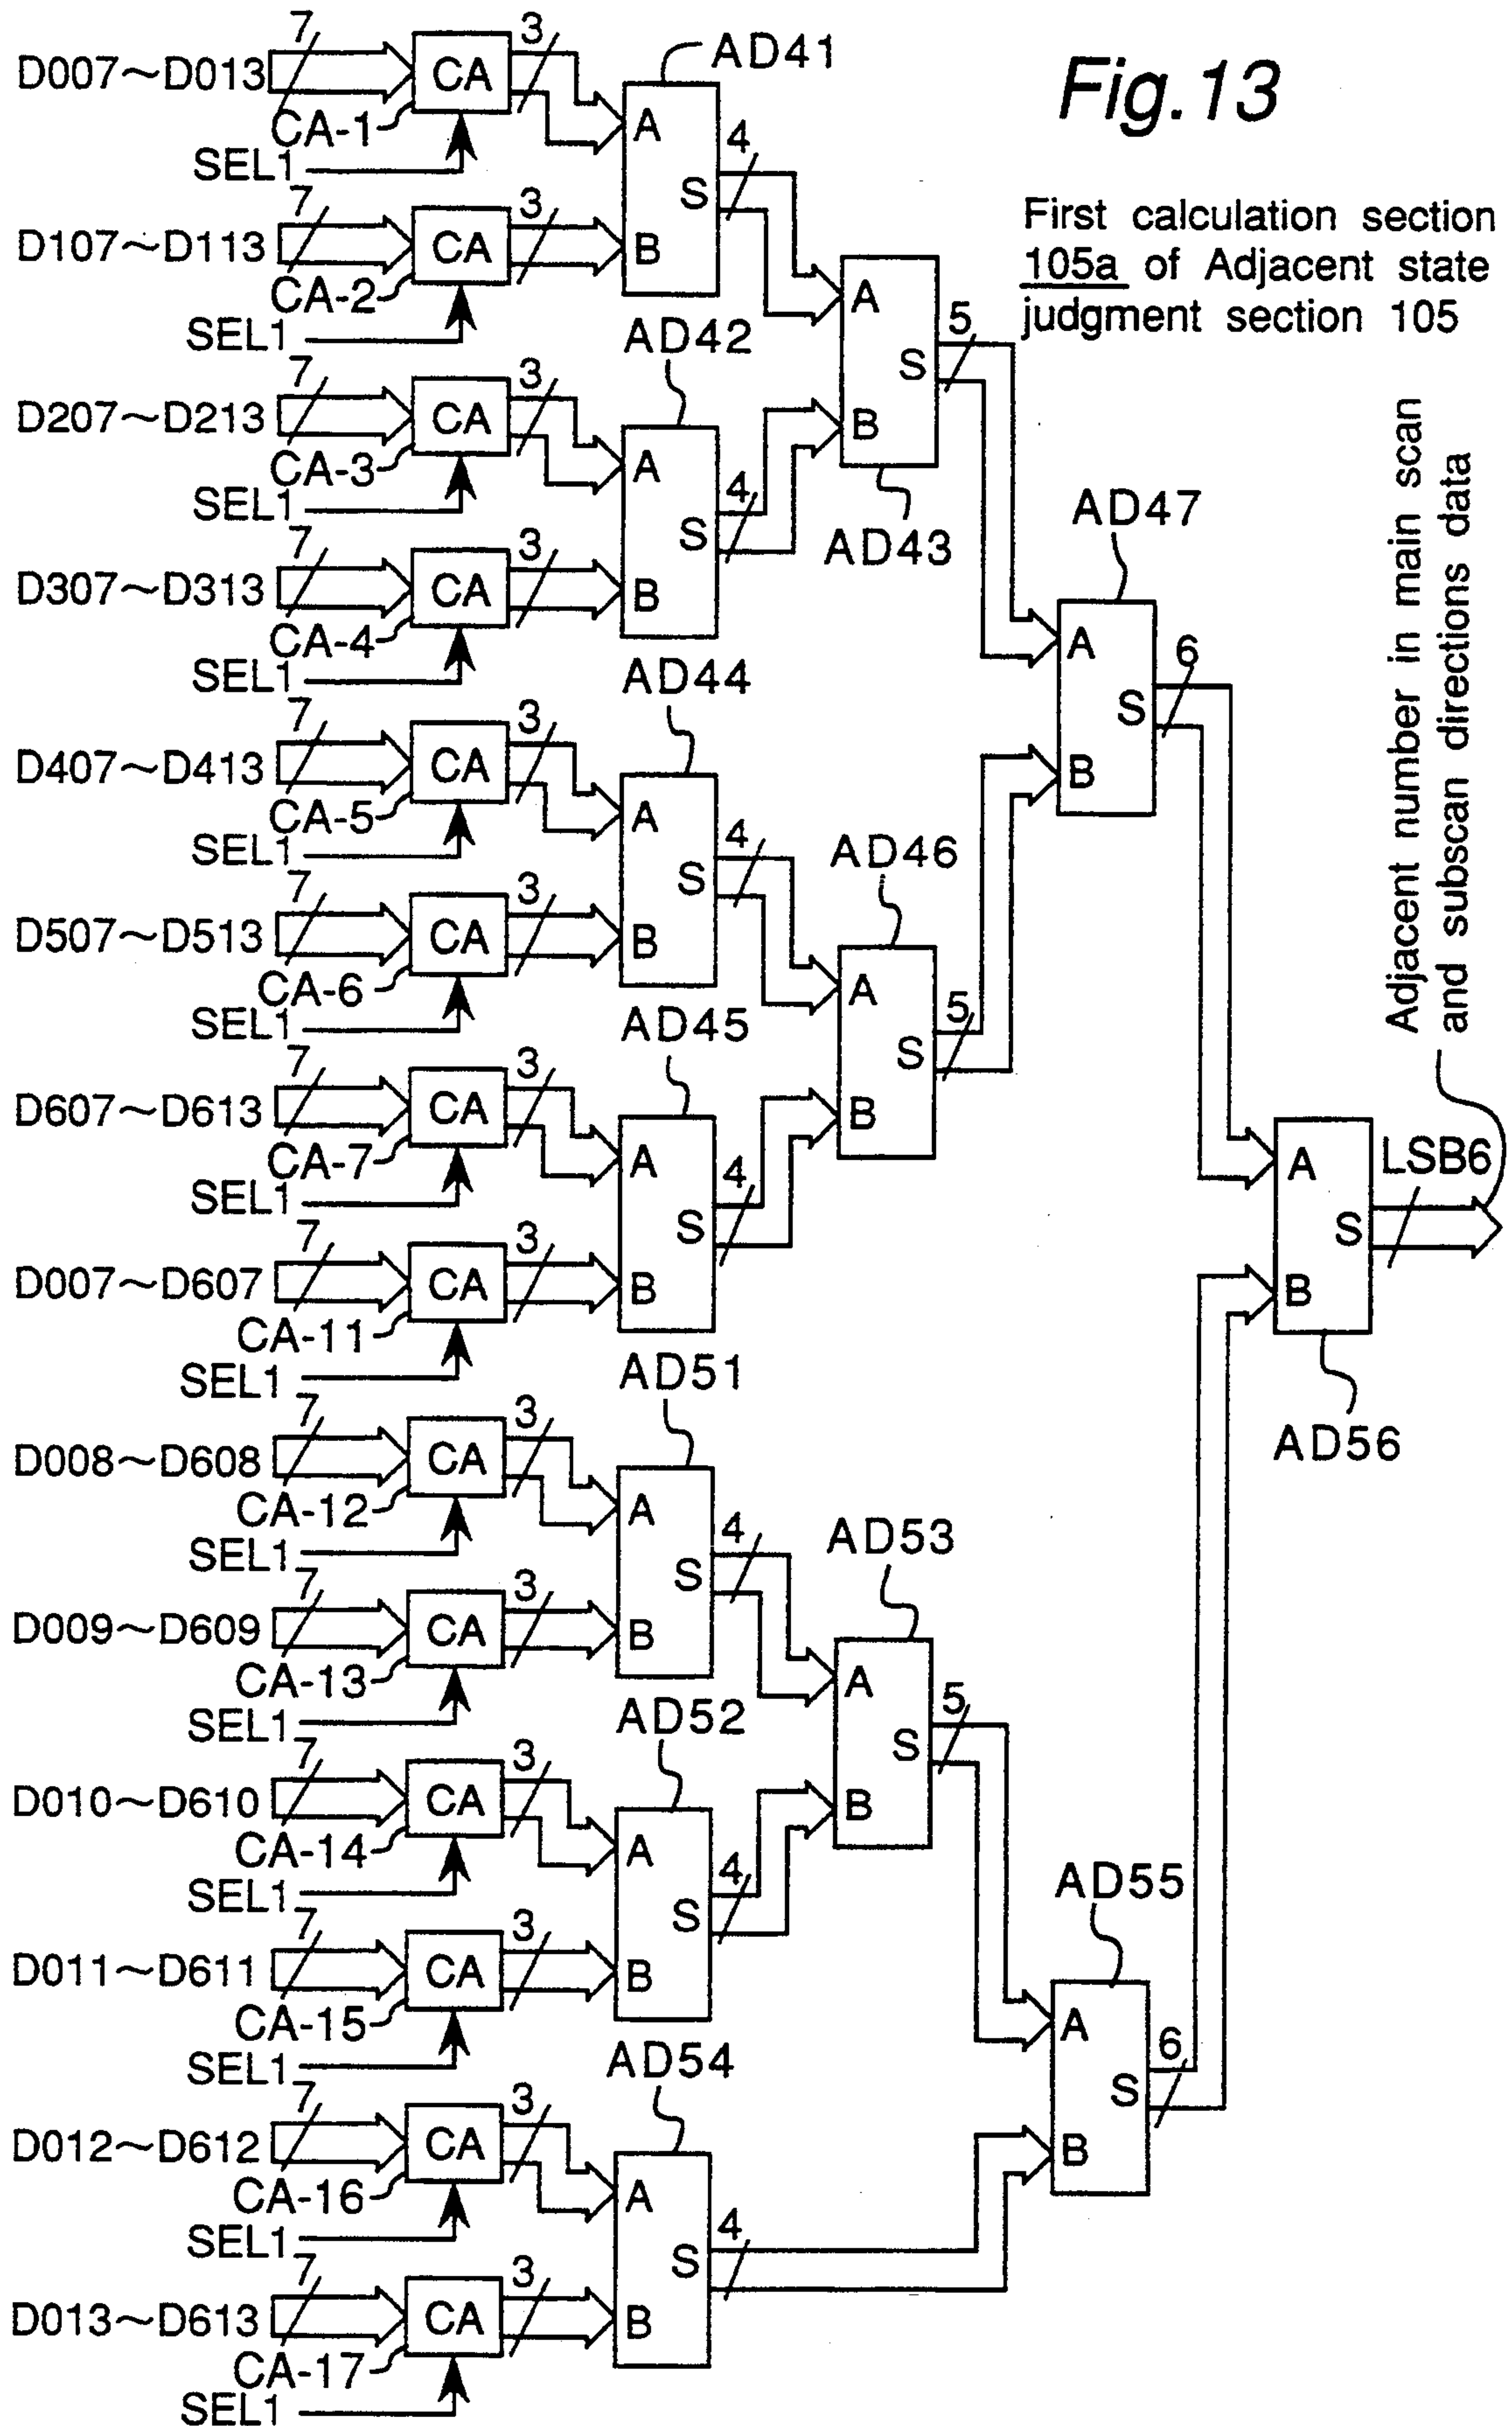 Fig.13
First calculation section
105a of Adjacent state
judgment section 105
D007~D013
7
CA
3
CA-1
SEL1
AD41
A
B
S
4
D107~D113
7
CA
3
CA-2
SEL1
D207~D213
7
CA
3
CA-3
SEL1
AD42
A
B
S
4
D307~D313
7
CA
3
CA-4
SEL1
A
B
S
5
AD43
D407~D413
7
CA
3
CA-5
SEL1
AD44
A
B
S
4
D507~D513
7
CA
3
CA-6
SEL1
AD46
A
B
S
5
AD47
A
B
S
6
D607~D613
7
CA
3
CA-7
SEL1
AD45
A
B
S
4
D007~D607
7
CA
3
CA-11
SEL1
Adjacent number in main scan
and subscan directions data
A
B
S
LSB6
AD56
D008~D608
7
CA
3
CA-12
SEL1
AD51
A
B
S
4
D009~D609
7
CA
3
CA-13
SEL1
AD53
A
B
S
5
D010~D610
7
CA
3
CA-14
SEL1
AD52
A
B
S
4
D011~D611
7
CA
3
CA-15
SEL1
AD55
A
B
S
6
D012~D612
7
CA
3
CA-16
SEL1
AD54
A
B
S
4
D013~D613
7
CA
3
CA-17
SEL1